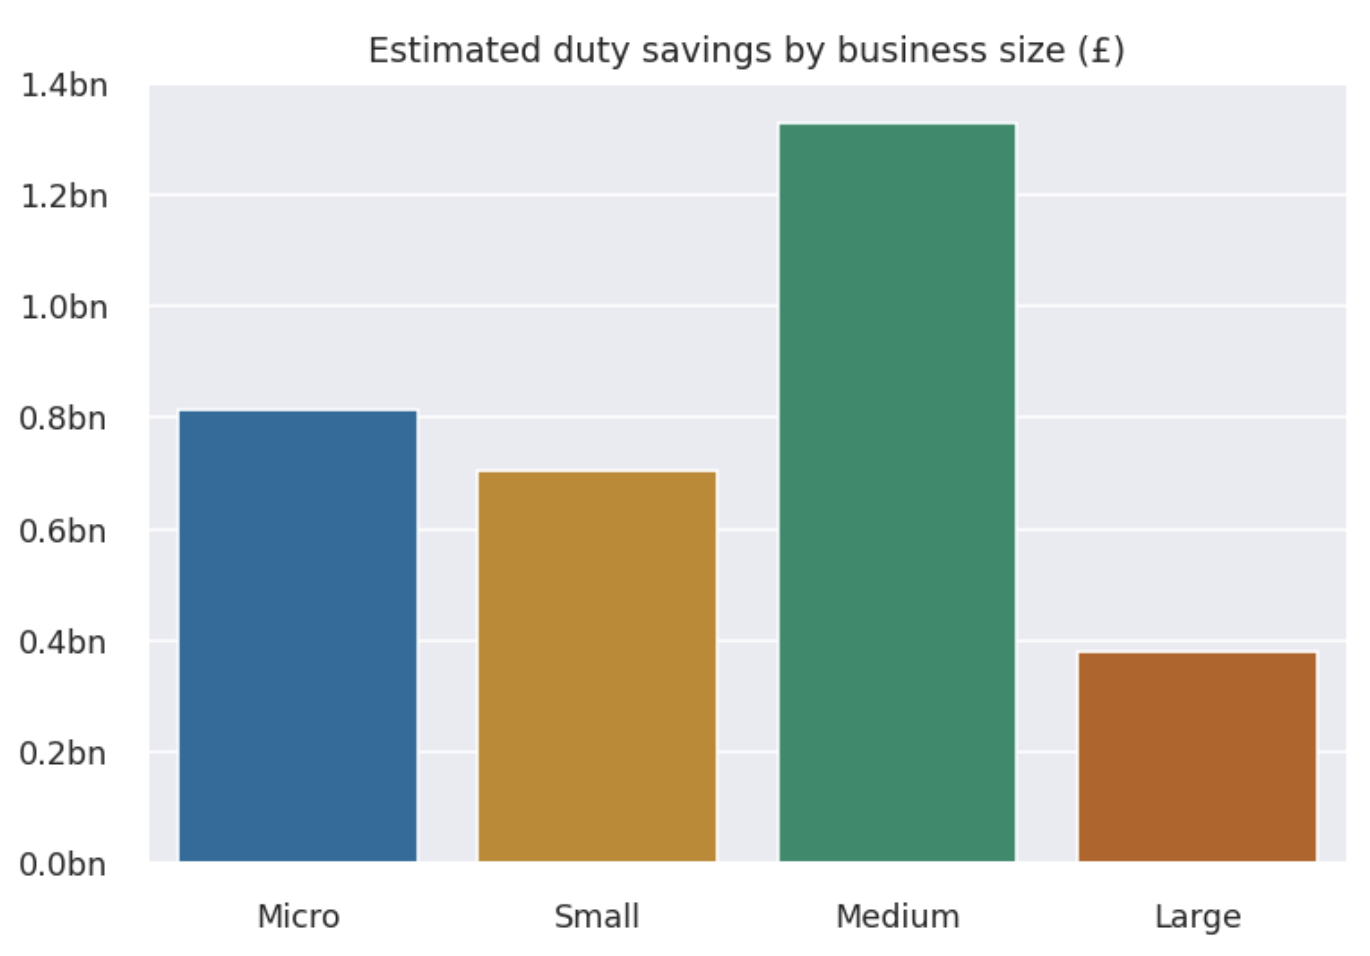 Estimated duty savings by business size (£)
1.4bn
1.2bn
1.0bn
0.8bn
0.6bn
0.4bn
0.2bn
0.0bn
Micro Small Medium Large